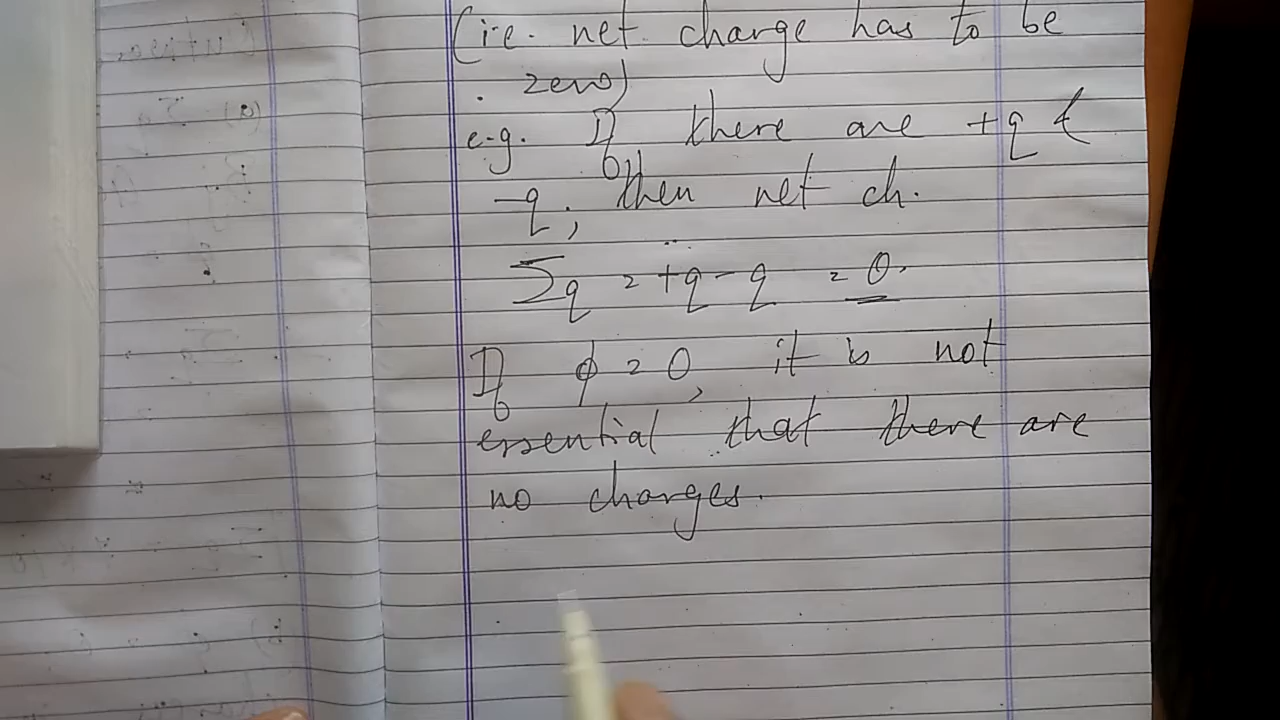 (i.e. net charge has to be
zero)
e.g. If there are +q &
-q, then net ch.
Σq = +q - q = 0.
If ϕ = 0, it is not
essential that there are
no charges.